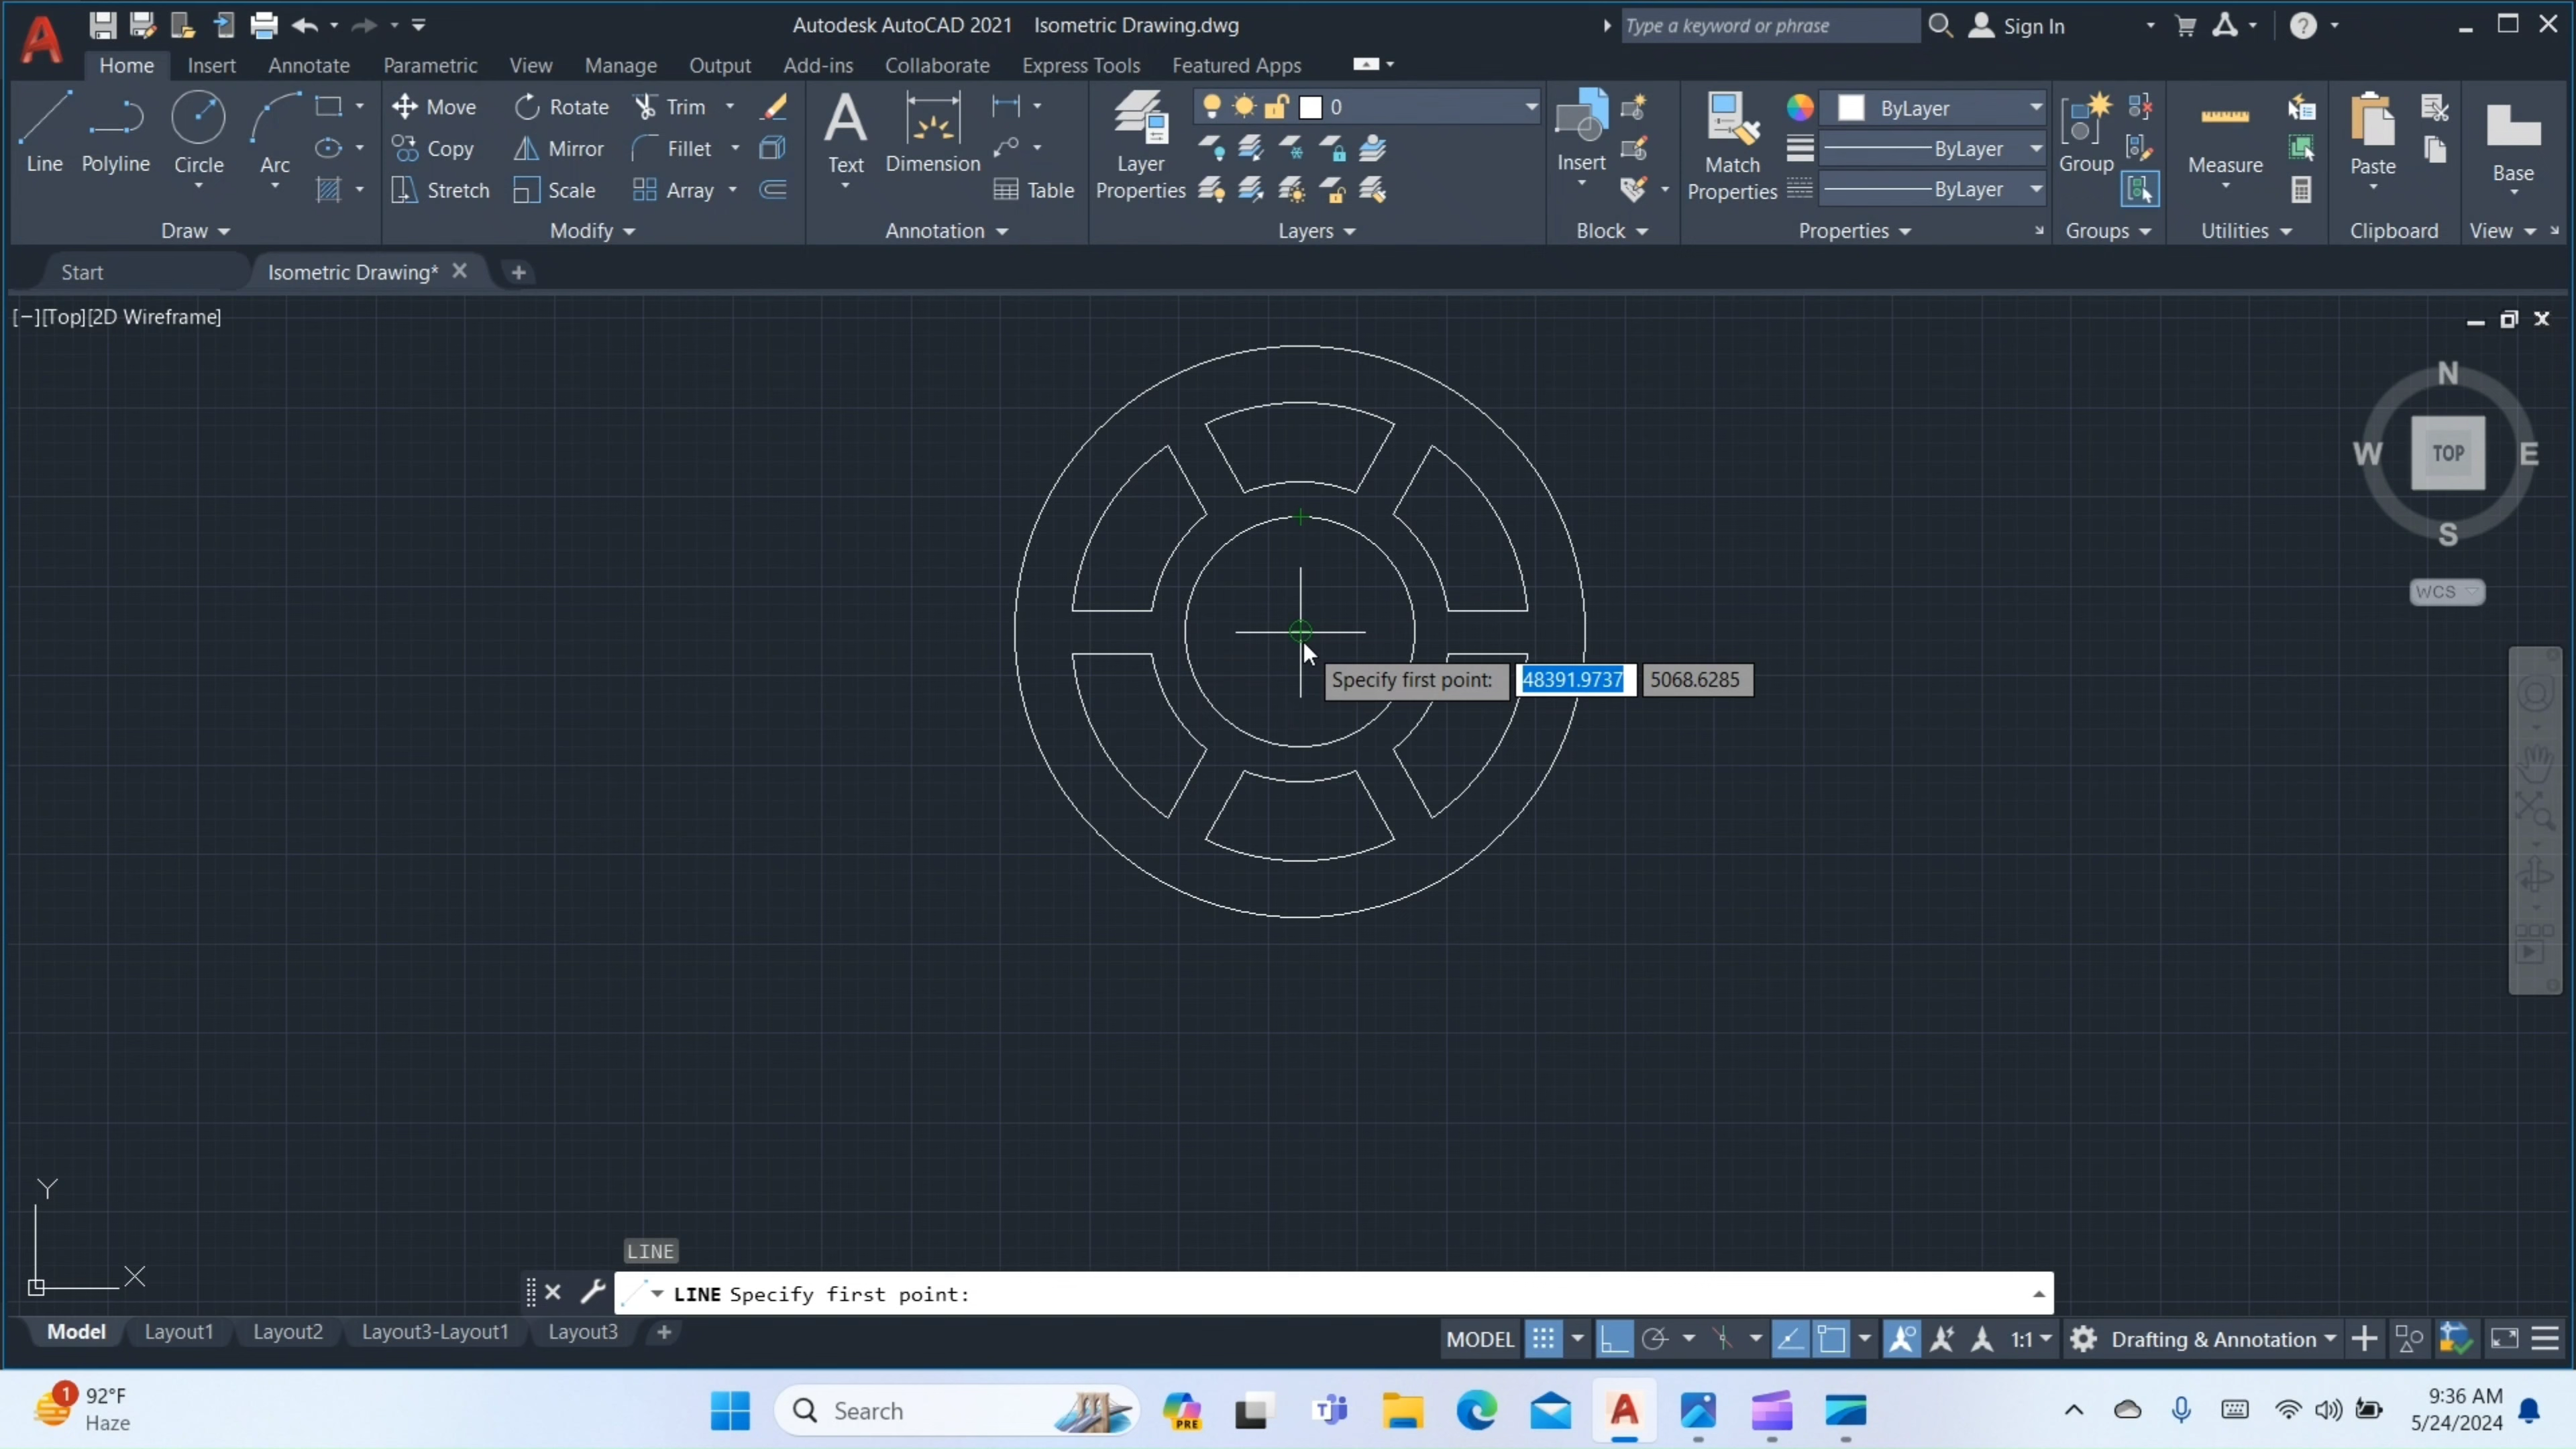 Autodesk AutoCAD 2021 Isometric Drawing.dwg
Type a keyword or phrase
Sign In
Home Insert Annotate Parametric View Manage Output Add-ins Collaborate Express Tools Featured Apps
Move Rotate Trim
Copy Mirror Fillet
Stretch Scale Array
Line Polyline Circle Arc
Text Dimension
Table
Layer
Properties
0
Insert
Match
Properties
ByLayer
ByLayer
ByLayer
Group
Measure
Paste
Base
Draw Modify Annotation Layers Block Properties Groups Utilities Clipboard View
Start Isometric Drawing*
[−][Top][2D Wireframe]
N
W TOP E
S
WCS
Specify first point: 48391.9737 5068.6285
Y
X
LINE
LINE Specify first point:
Model Layout1 Layout2 Layout3-Layout1 Layout3
MODEL 1:1 Drafting & Annotation
1
92°F
Haze
Search
PRE
9:36 AM
5/24/2024